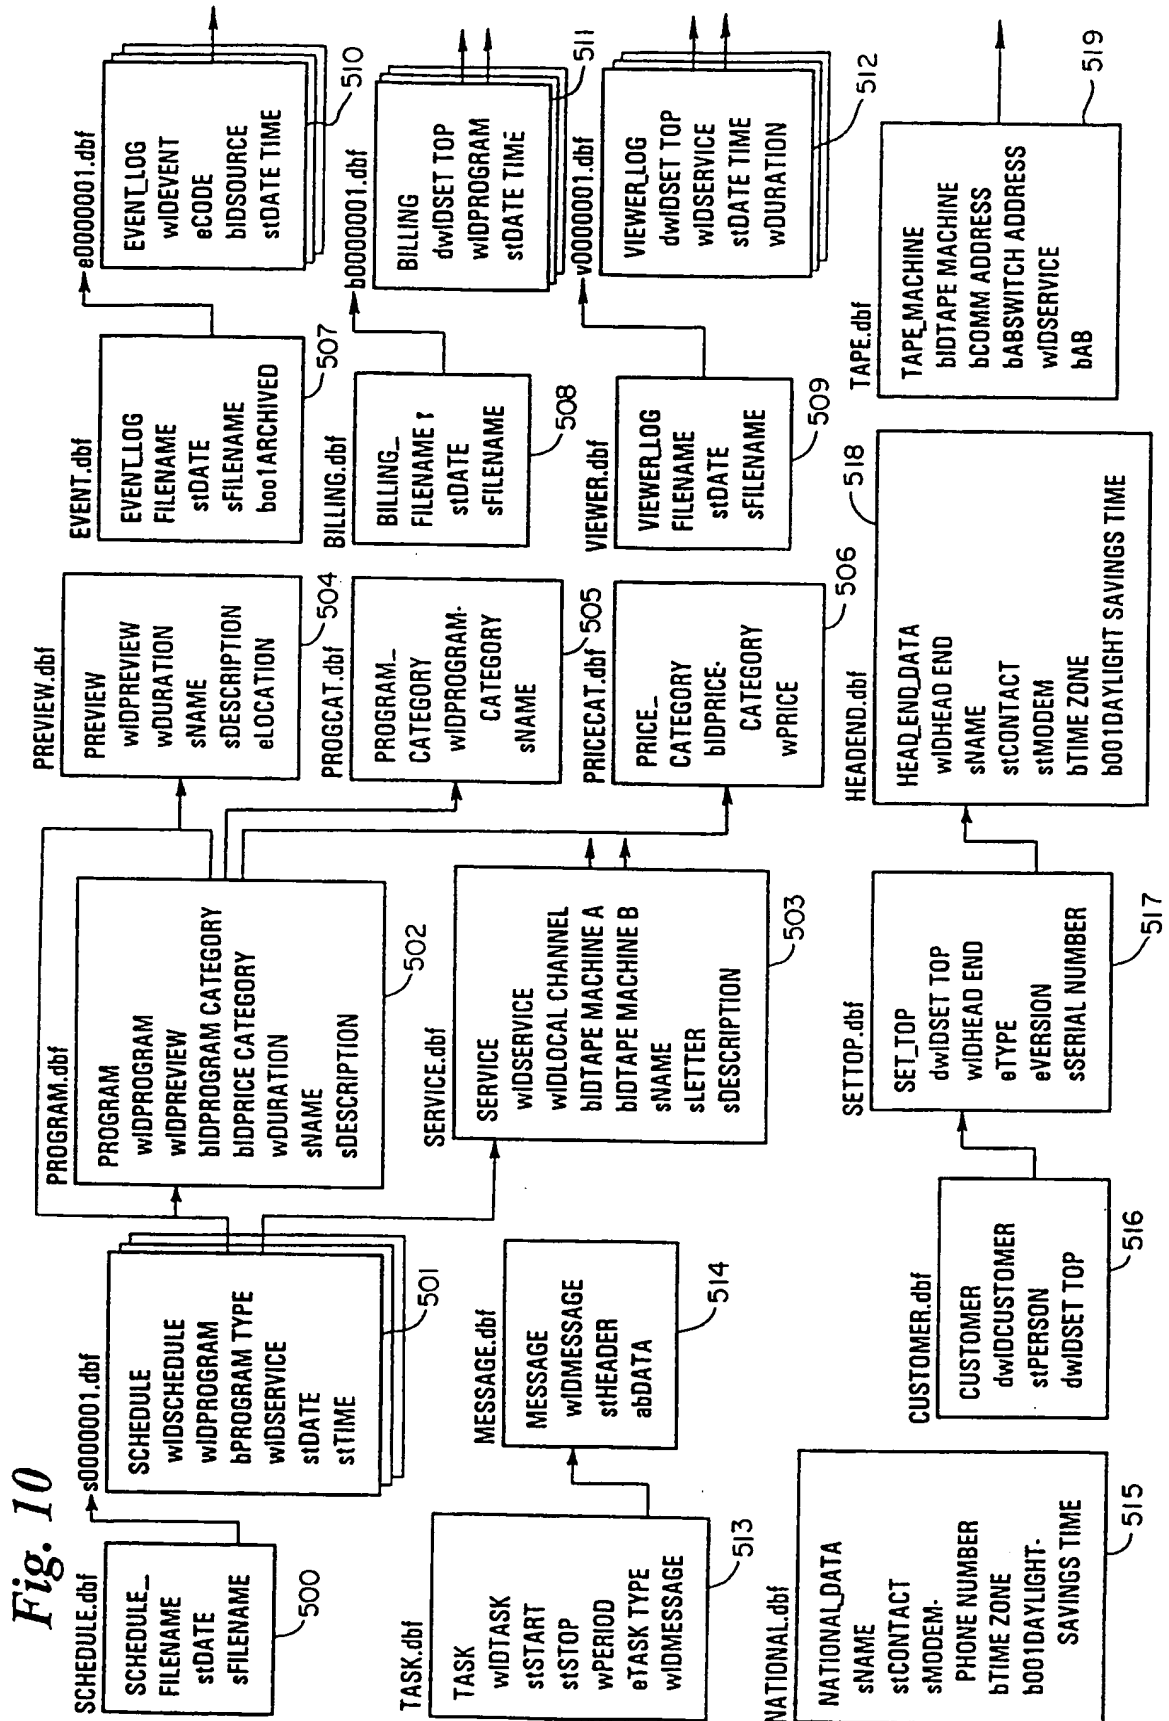 Fig. 10
SCHEDULE.dbf
SCHEDULE_
FILENAME
stDATE
sFILENAME
500
s0000001.dbf
SCHEDULE
wIDSCHEDULE
wIDPROGRAM
bPROGRAM TYPE
wIDSERVICE
stDATE
stTIME
501
PROGRAM.dbf
PROGRAM
wIDPROGRAM
wIDPREVIEW
bIDPROGRAM CATEGORY
bIDPRICE CATEGORY
wDURATION
sNAME
sDESCRIPTION
502
SERVICE.dbf
SERVICE
wIDSERVICE
wIDLOCAL CHANNEL
bIDTAPE MACHINE A
bIDTAPE MACHINE B
sNAME
sLETTER
sDESCRIPTION
503
PREVIEW.dbf
PREVIEW
wIDPREVIEW
wDURATION
sNAME
sDESCRIPTION
eLOCATION
504
PROGCAT.dbf
PROGRAM_
CATEGORY
wIDPROGRAM-
CATEGORY
sNAME
505
PRICECAT.dbf
PRICE_
CATEGORY
bIDPRICE-
CATEGORY
wPRICE
506
EVENT.dbf
EVENT_LOG
FILENAME
stDATE
sFILENAME
boo1ARCHIVED
507
e0000001.dbf
EVENT_LOG
wIDEVENT
eCODE
bIDSOURCE
stDATE TIME
510
BILLING.dbf
BILLING_
FILENAME
stDATE
sFILENAME
508
b0000001.dbf
BILLING
dwIDSET TOP
wIDPROGRAM
stDATE TIME
511
VIEWER.dbf
VIEWER_LOG
FILENAME
stDATE
sFILENAME
509
v0000001.dbf
VIEWER_LOG
dwIDSET TOP
wIDSERVICE
stDATE TIME
wDURATION
512
TASK.dbf
TASK
wIDTASK
stSTART
stSTOP
wPERIOD
eTASK TYPE
wIDMESSAGE
513
MESSAGE.dbf
MESSAGE
wIDMESSAGE
stHEADER
abDATA
514
NATIONAL.dbf
NATIONAL_DATA
sNAME
stCONTACT
sMODEM-
PHONE NUMBER
bTIME ZONE
b001DAYLIGHT-
SAVINGS TIME
515
CUSTOMER.dbf
CUSTOMER
dwIDCUSTOMER
stPERSON
dwIDSET TOP
516
SETTOP.dbf
SET_TOP
dwIDSET TOP
wIDHEAD END
eTYPE
eVERSION
sSERIAL NUMBER
517
HEADEND.dbf
HEAD_END_DATA
wIDHEAD END
sNAME
stCONTACT
stMODEM
bTIME ZONE
b001DAYLIGHT SAVINGS TIME
518
TAPE.dbf
TAPE_MACHINE
bIDTAPE MACHINE
bCOMM ADDRESS
bABSWITCH ADDRESS
wIDSERVICE
bAB
519